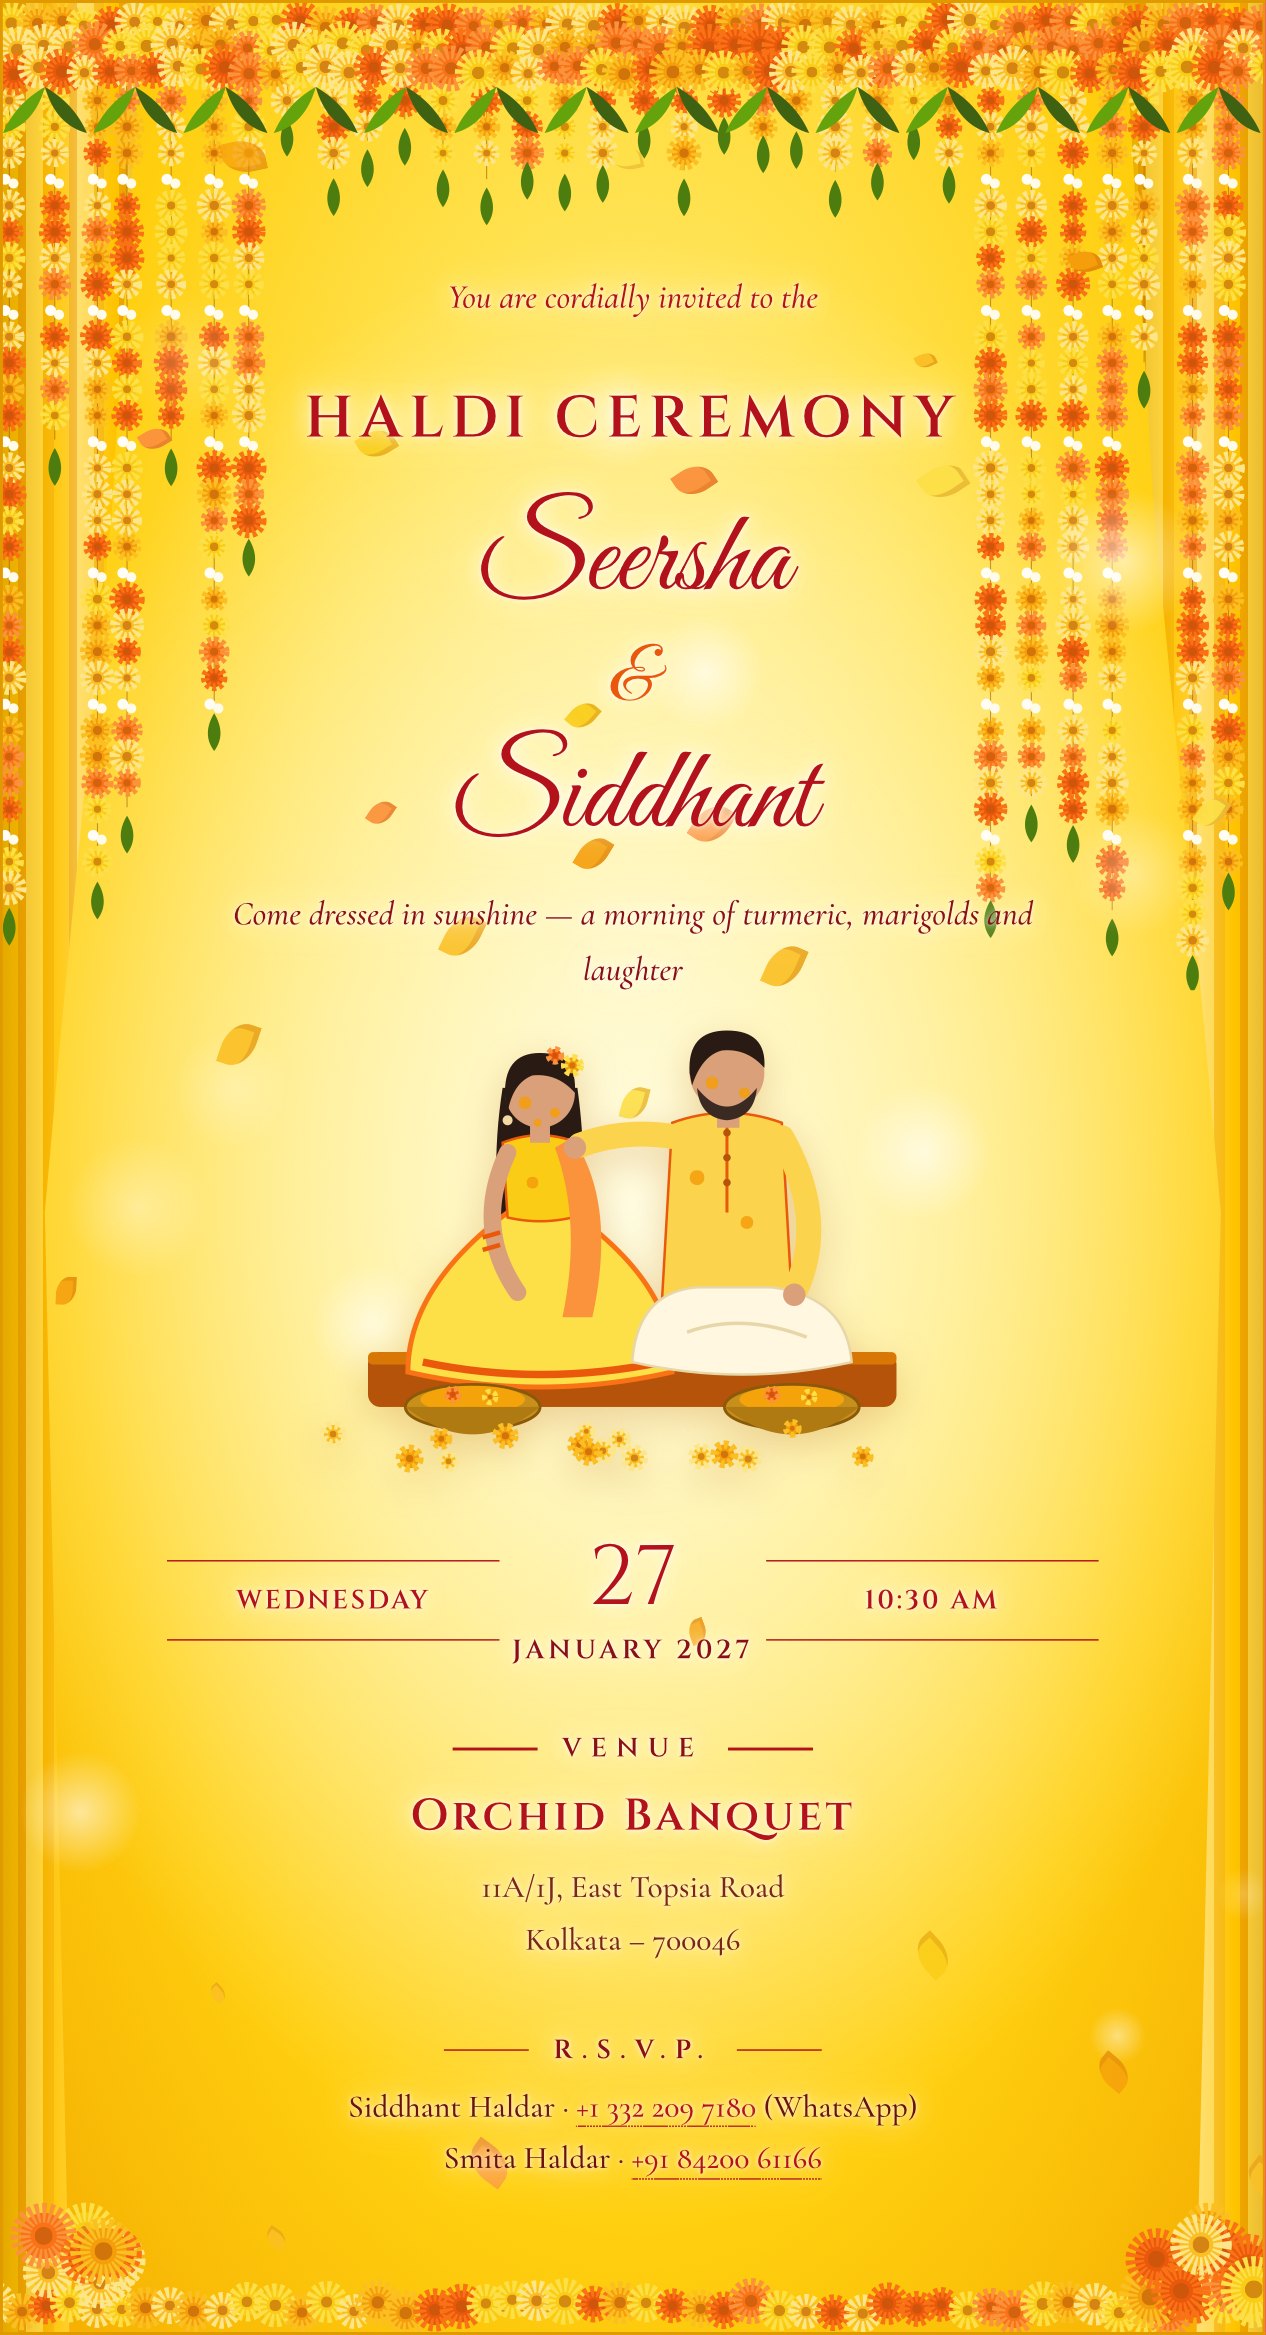 You are cordially invited to the
HALDI CEREMONY
Seersha
&
Siddhant
Come dressed in sunshine — a morning of turmeric, marigolds and
laughter
WEDNESDAY
27
JANUARY 2027
10:30 AM
VENUE
Orchid Banquet
11A/1J, East Topsia Road
Kolkata – 700046
R.S.V.P.
Siddhant Haldar · +1 332 209 7180 (WhatsApp)
Smita Haldar · +91 84200 61166